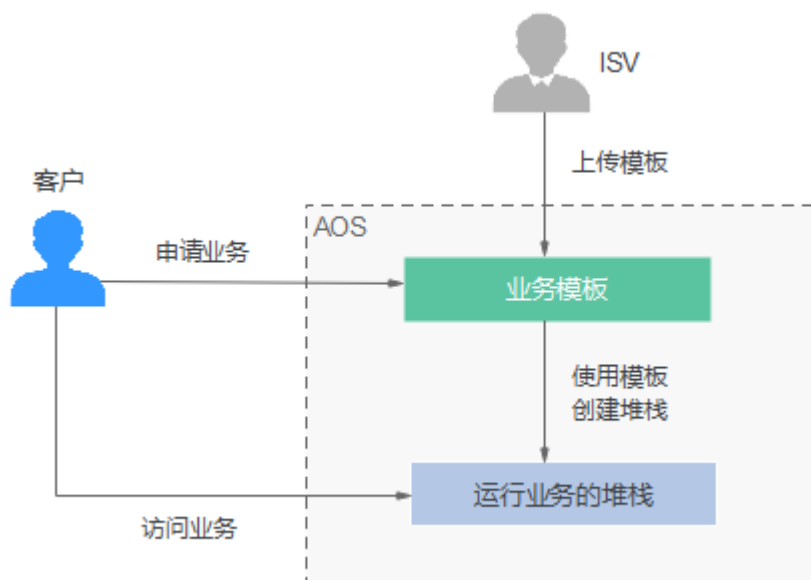 ISV
上传模板
客户
AOS
申请业务
业务模板
使用模板
创建堆栈
运行业务的堆栈
访问业务